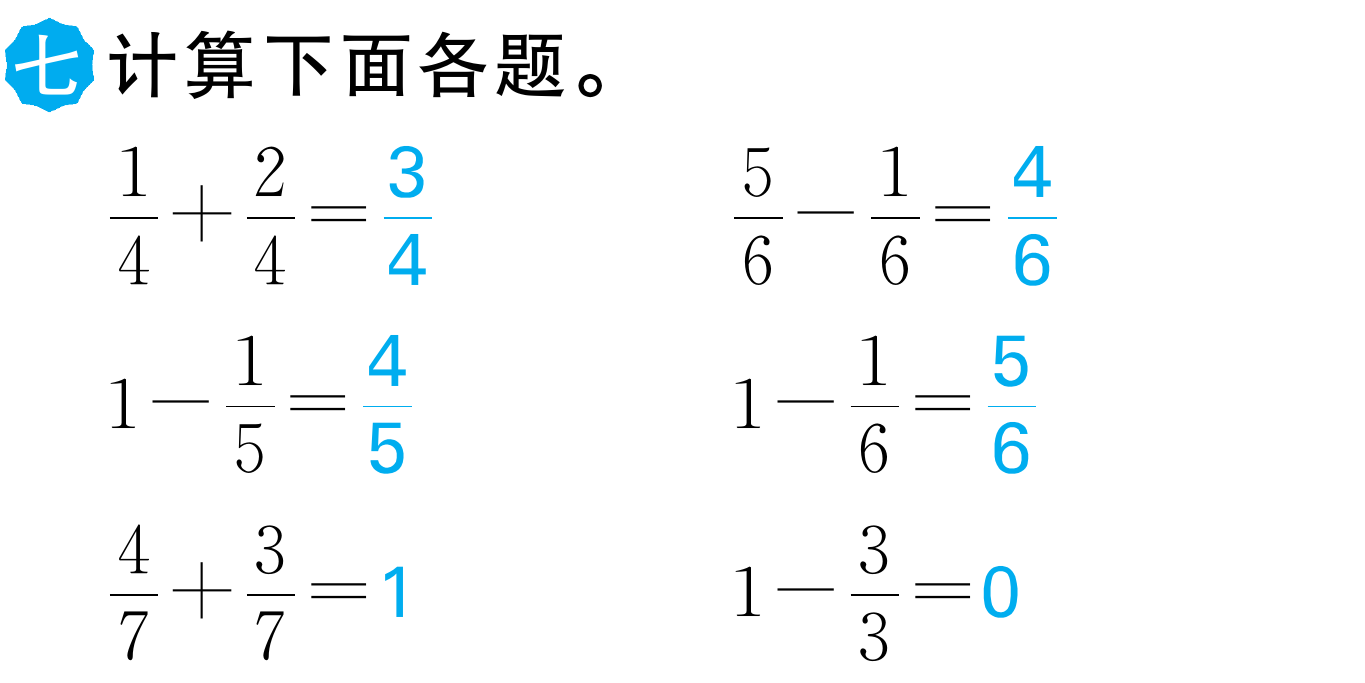 七 计算下面各题。
1/4 + 2/4 = 3/4 5/6 − 1/6 = 4/6
1 − 1/5 = 4/5 1 − 1/6 = 5/6
4/7 + 3/7 = 1 1 − 3/3 = 0